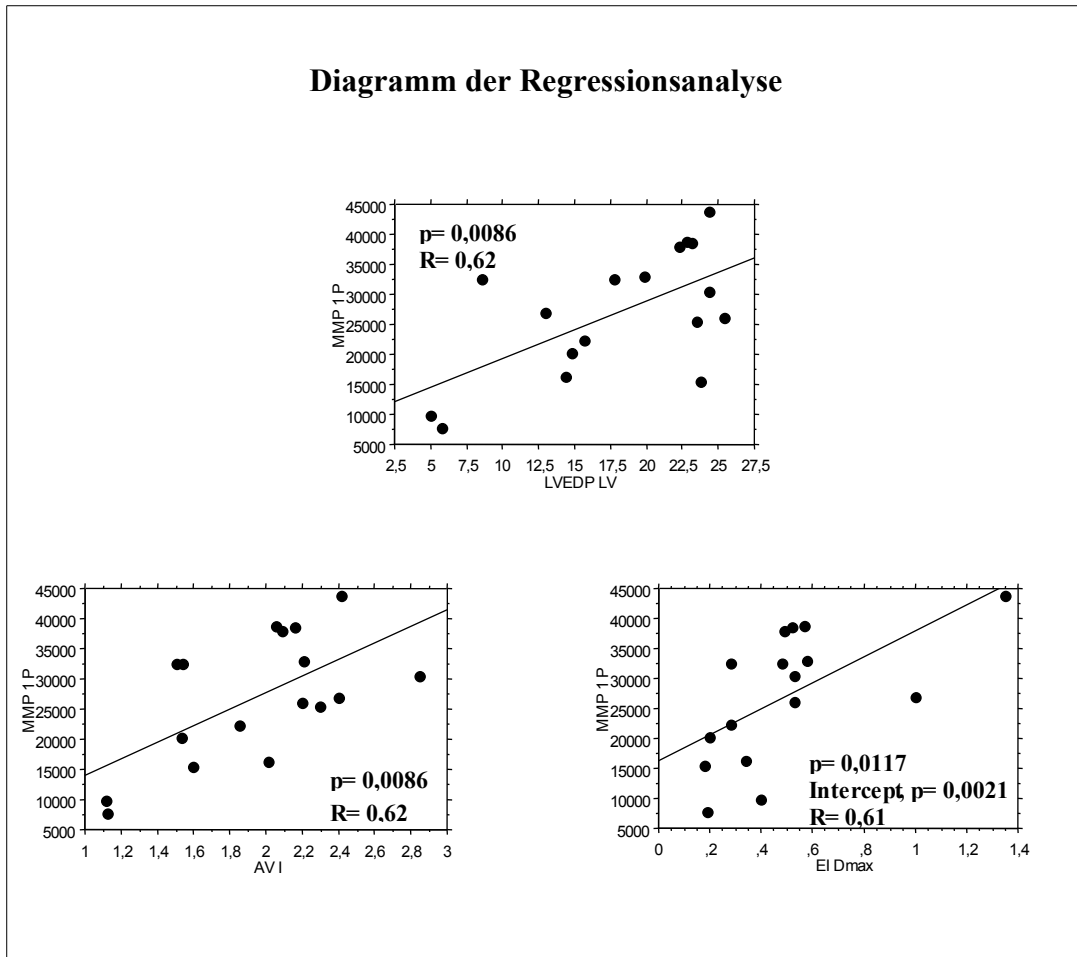 Diagramm der Regressionsanalyse
45000
40000
35000
30000
25000
20000
15000
10000
5000
MMP 1 P
p= 0,0086
R= 0,62
2,5 5 7,5 10 12,5 15 17,5 20 22,5 25 27,5
LVEDP LV
45000
40000
35000
30000
25000
20000
15000
10000
5000
MMP 1 P
p= 0,0086
R= 0,62
1 1,2 1,4 1,6 1,8 2 2,2 2,4 2,6 2,8 3
AV I
45000
40000
35000
30000
25000
20000
15000
10000
5000
MMP 1 P
p= 0,0117
Intercept, p= 0,0021
R= 0,61
0 ,2 ,4 ,6 ,8 1 1,2 1,4
EI Dmax